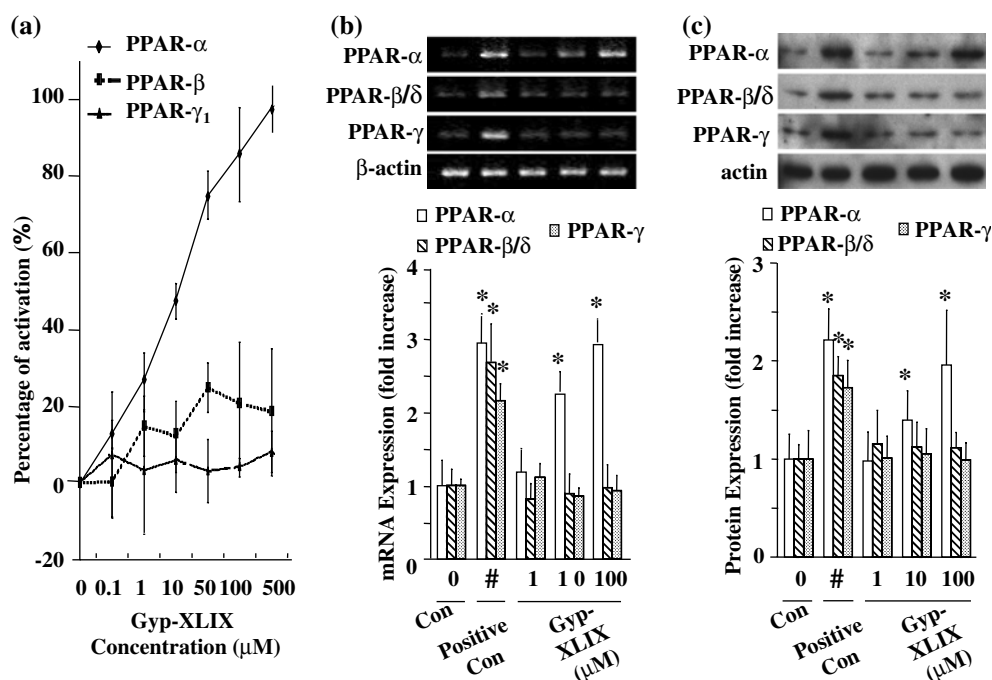 (a)
PPAR-α
PPAR-β
PPAR-γ1
100
80
60
40
20
0
-20
Percentage of activation (%)
0 0.1 1 10 50 100 500
Gyp-XLIX
Concentration (μM)
(b)
PPAR-α
PPAR-β/δ
PPAR-γ
β-actin
PPAR-α
PPAR-β/δ
PPAR-γ
mRNA Expression (fold increase)
4
3
2
1
0
* * * * *
0 # 1 1 0 100
Con
Positive
Con
Gyp-
XLIX
(μM)
(c)
PPAR-α
PPAR-β/δ
PPAR-γ
actin
PPAR-α
PPAR-β/δ
PPAR-γ
Protein Expression (fold increase)
3
2
1
0
* * * * *
0 # 1 10 100
Con
Positive
Con
Gyp-
XLIX
(μM)